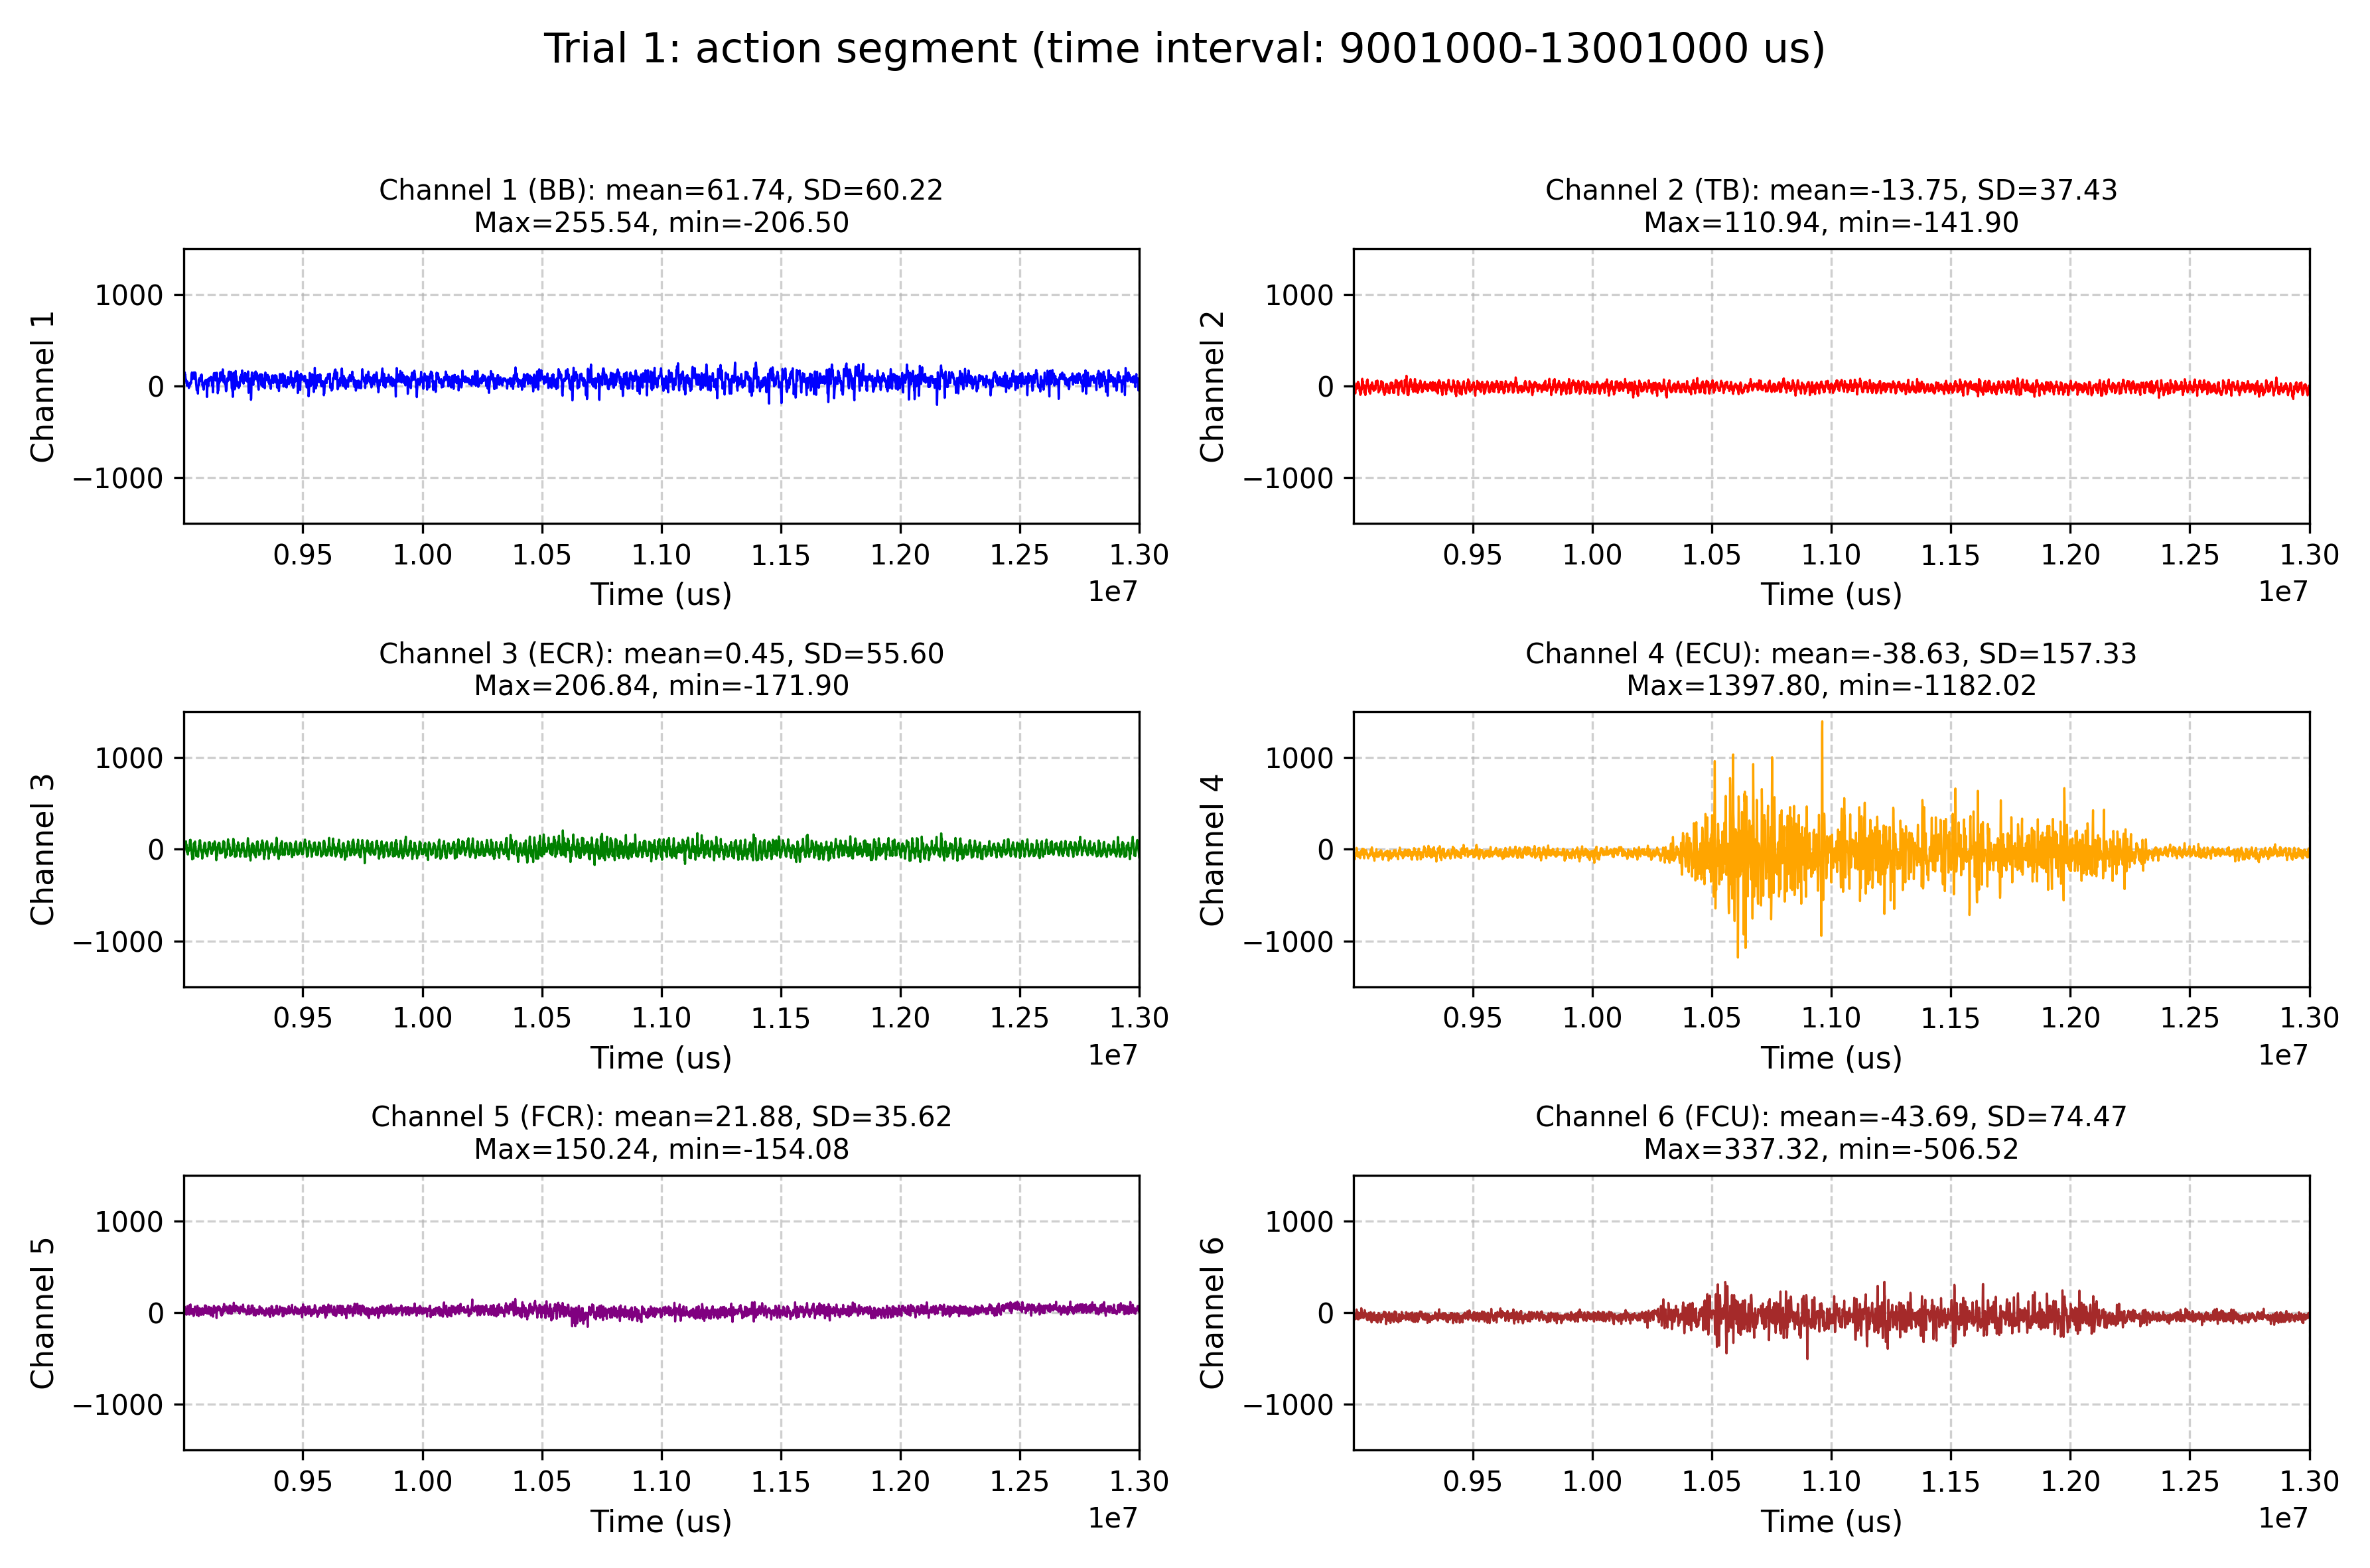 Trial 1: action segment (time interval: 9001000-13001000 us)
Channel 1 (BB): mean=61.74, SD=60.22
Max=255.54, min=-206.50
Channel 1
1000
0
−1000
0.95 1.00 1.05 1.10 1.15 1.20 1.25 1.30
Time (us)
1e7
Channel 2 (TB): mean=-13.75, SD=37.43
Max=110.94, min=-141.90
Channel 2
1000
0
−1000
0.95 1.00 1.05 1.10 1.15 1.20 1.25 1.30
Time (us)
1e7
Channel 3 (ECR): mean=0.45, SD=55.60
Max=206.84, min=-171.90
Channel 3
1000
0
−1000
0.95 1.00 1.05 1.10 1.15 1.20 1.25 1.30
Time (us)
1e7
Channel 4 (ECU): mean=-38.63, SD=157.33
Max=1397.80, min=-1182.02
Channel 4
1000
0
−1000
0.95 1.00 1.05 1.10 1.15 1.20 1.25 1.30
Time (us)
1e7
Channel 5 (FCR): mean=21.88, SD=35.62
Max=150.24, min=-154.08
Channel 5
1000
0
−1000
0.95 1.00 1.05 1.10 1.15 1.20 1.25 1.30
Time (us)
1e7
Channel 6 (FCU): mean=-43.69, SD=74.47
Max=337.32, min=-506.52
Channel 6
1000
0
−1000
0.95 1.00 1.05 1.10 1.15 1.20 1.25 1.30
Time (us)
1e7